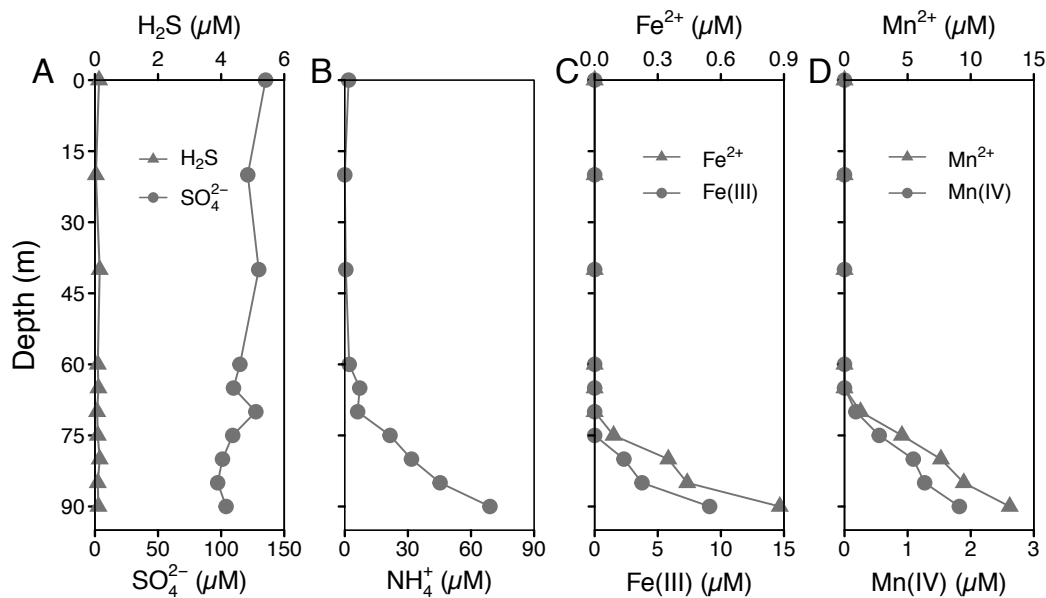 H₂S (µM)
Fe²⁺ (µM)
Mn²⁺ (µM)
0 2 4 6
0.0 0.3 0.6 0.9
0 5 10 15
A
B
C
D
Depth (m)
0
15
30
45
60
75
90
H₂S
SO₄²⁻
Fe²⁺
Fe(III)
Mn²⁺
Mn(IV)
0 50 100 150
0 30 60 90
0 5 10 15
0 1 2 3
SO₄²⁻ (µM)
NH₄⁺ (µM)
Fe(III) (µM)
Mn(IV) (µM)